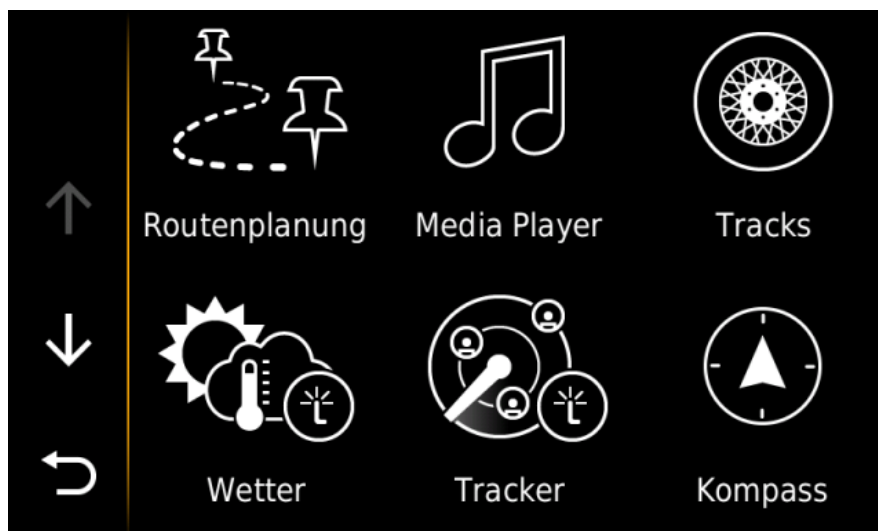 Routenplanung
Media Player
Tracks
Wetter
Tracker
Kompass